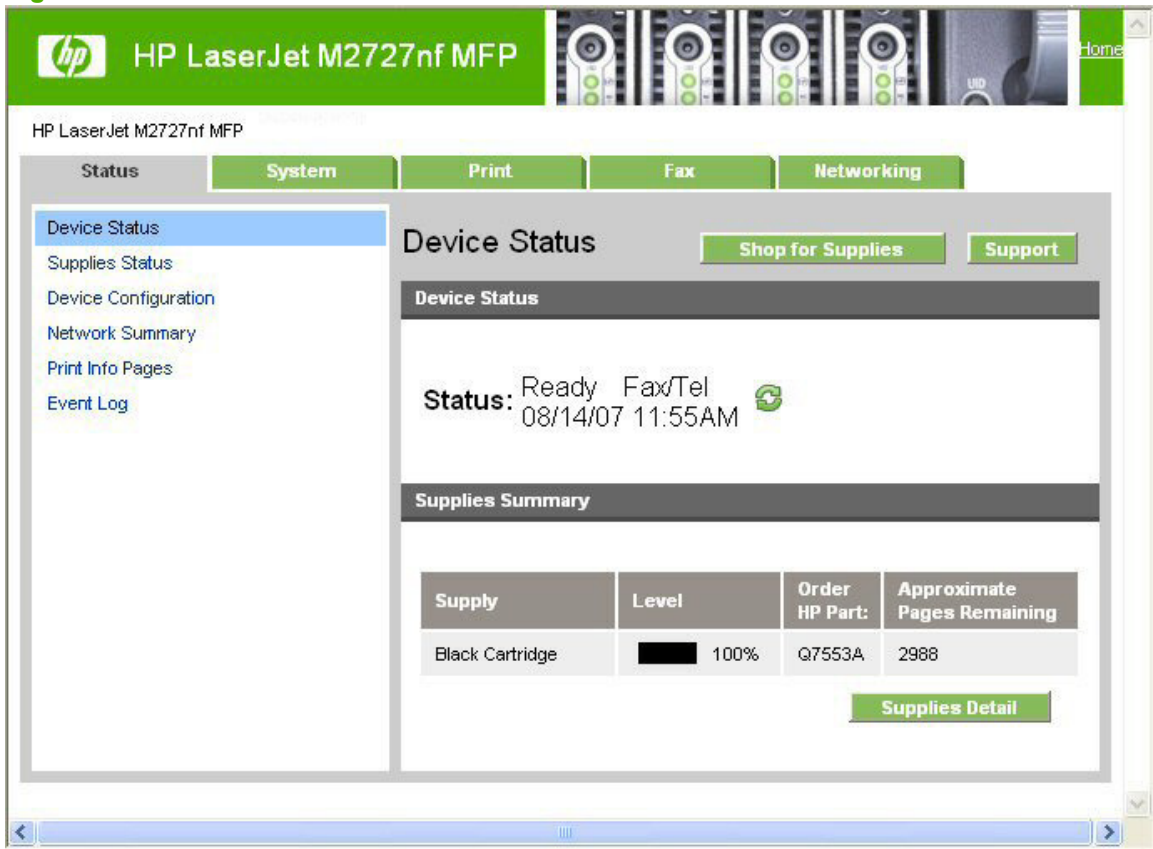 hp
HP LaserJet M2727nf MFP
UID
Home
HP LaserJet M2727nf MFP
Status
System
Print
Fax
Networking
Device Status
Supplies Status
Device Configuration
Network Summary
Print Info Pages
Event Log
Device Status
Shop for Supplies
Support
Device Status
Status: Ready Fax/Tel
08/14/07 11:55AM
Supplies Summary
Supply Level Order HP Part: Approximate Pages Remaining
Black Cartridge 100% Q7553A 2988
Supplies Detail